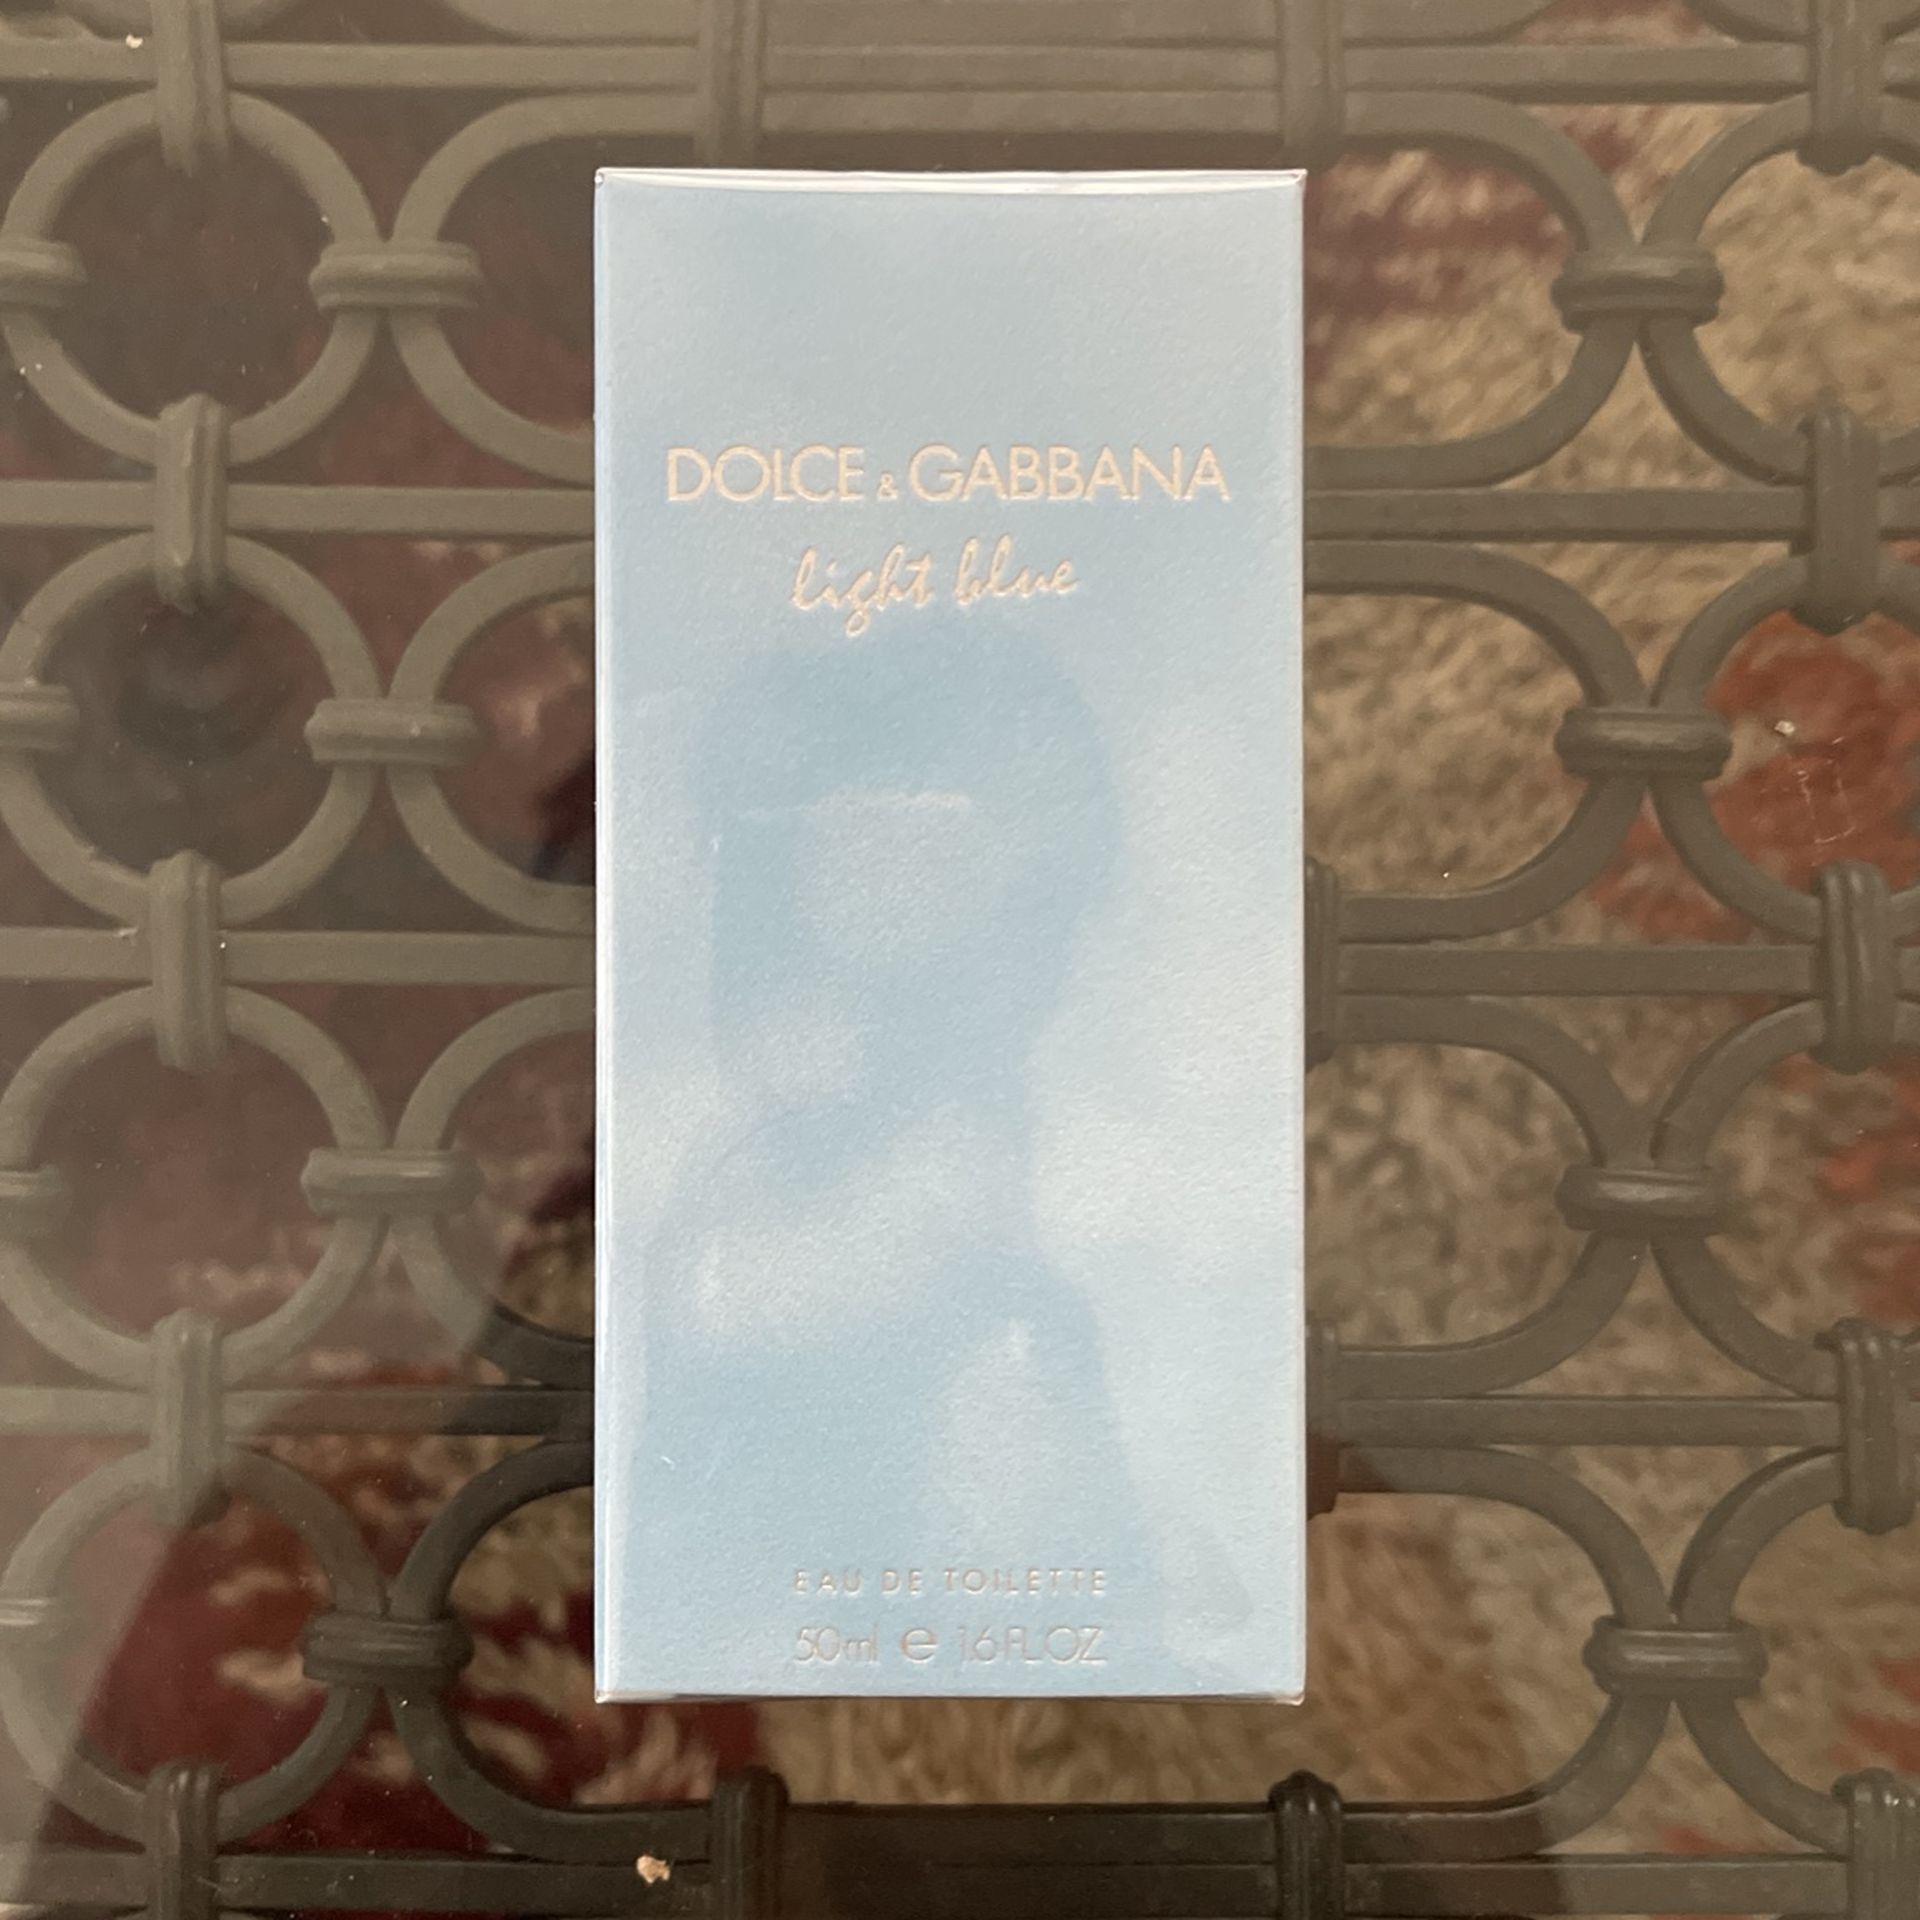 DOLCE & GABBANA
light blue
EAU DE TOILETTE
50ml e 1.6 FL.OZ